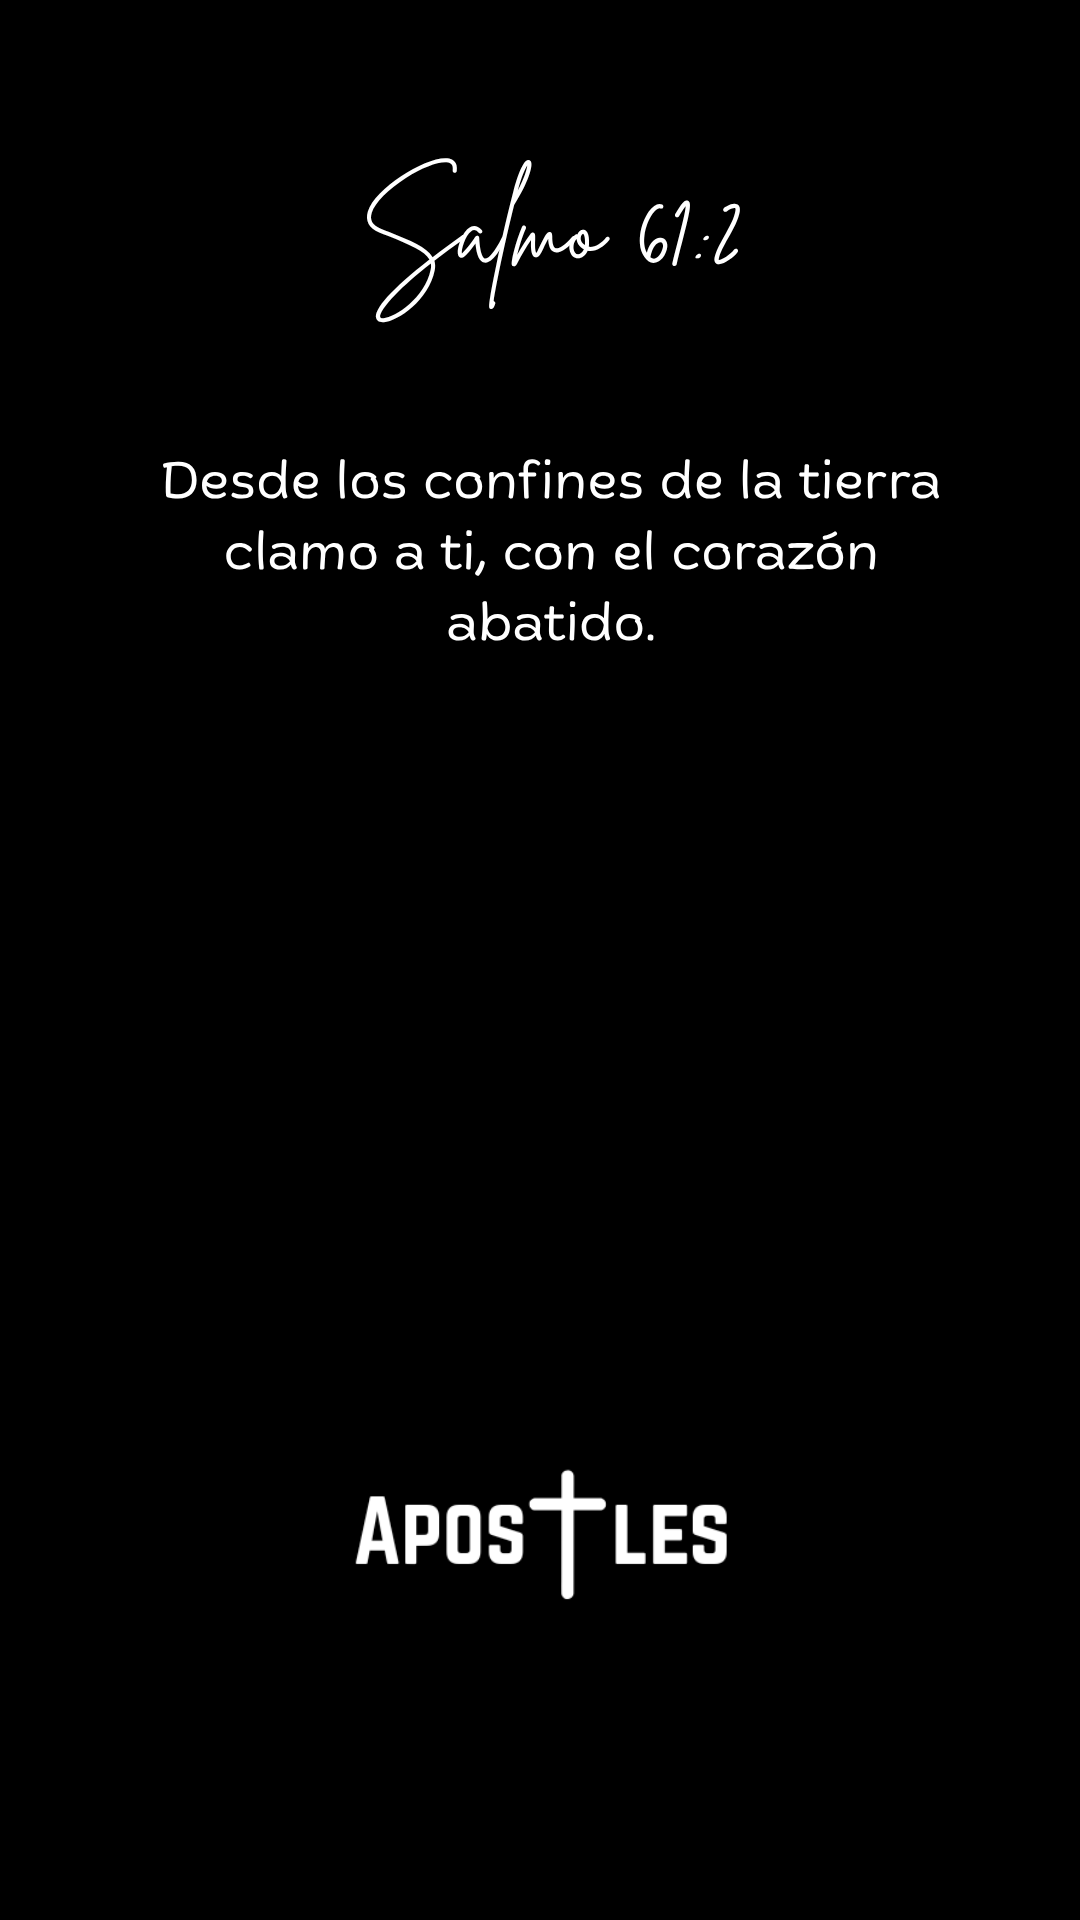 Salmo 61:2
Desde los confines de la tierra
clamo a ti, con el corazón
abatido.
APOSTLES